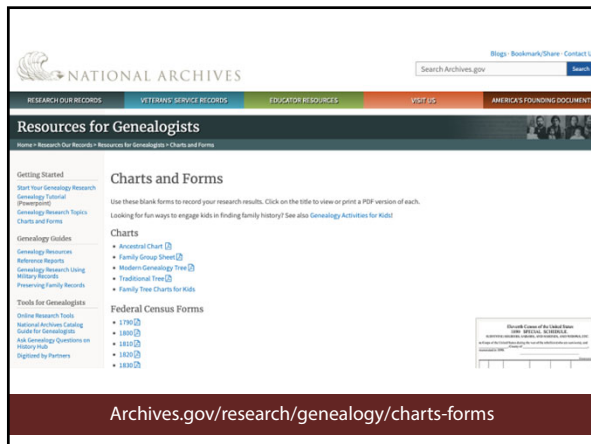 Blogs · Bookmark/Share · Contact U
NATIONAL ARCHIVES
Search Archives.gov
Search
RESEARCH OUR RECORDS
VETERANS' SERVICE RECORDS
EDUCATOR RESOURCES
VISIT US
AMERICA'S FOUNDING DOCUMENTS
Resources for Genealogists
Home > Research Our Records > Resources for Genealogists > Charts and Forms
Getting Started
Start Your Genealogy Research
Genealogy Tutorial
(Powerpoint)
Genealogy Research Topics
Charts and Forms
Genealogy Guides
Genealogy Resources
Reference Reports
Genealogy Research Using
Military Records
Preserving Family Records
Tools for Genealogists
Online Research Tools
National Archives Catalog
Guide for Genealogists
Ask Genealogy Questions on
History Hub
Digitized by Partners
Charts and Forms
Use these blank forms to record your research results. Click on the title to view or print a PDF version of each.
Looking for fun ways to engage kids in finding family history? See also Genealogy Activities for Kids!
Charts
• Ancestral Chart
• Family Group Sheet
• Modern Genealogy Tree
• Traditional Tree
• Family Tree Charts for Kids
Federal Census Forms
• 1790
• 1800
• 1810
• 1820
• 1830
Eleventh Census of the United States
1890 SPECIAL SCHEDULE
Archives.gov/research/genealogy/charts-forms